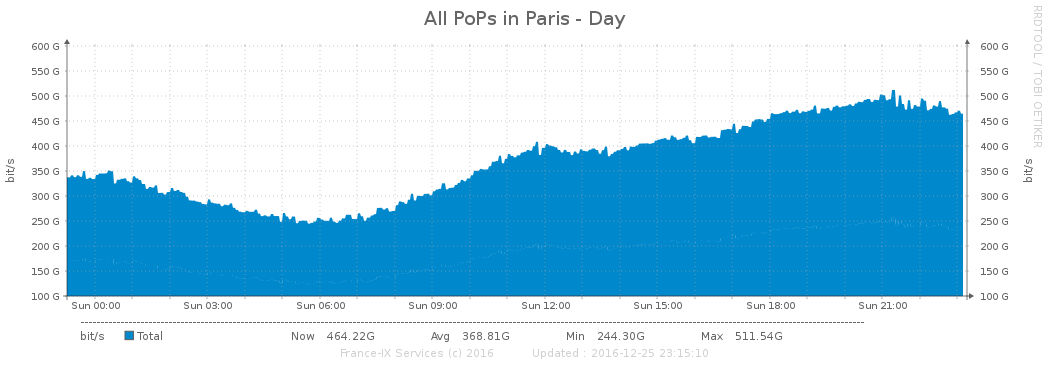 All PoPs in Paris - Day
RRDTOOL / TOBI OETIKER
600 G 600 G
550 G 550 G
500 G 500 G
450 G 450 G
400 G 400 G
350 G 350 G
300 G 300 G
250 G 250 G
200 G 200 G
150 G 150 G
100 G 100 G
bit/s
bit/s
Sun 00:00 Sun 03:00 Sun 06:00 Sun 09:00 Sun 12:00 Sun 15:00 Sun 18:00 Sun 21:00
bit/s Total Now 464.22G Avg 368.81G Min 244.30G Max 511.54G
France-IX Services (c) 2016 Updated : 2016-12-25 23:15:10